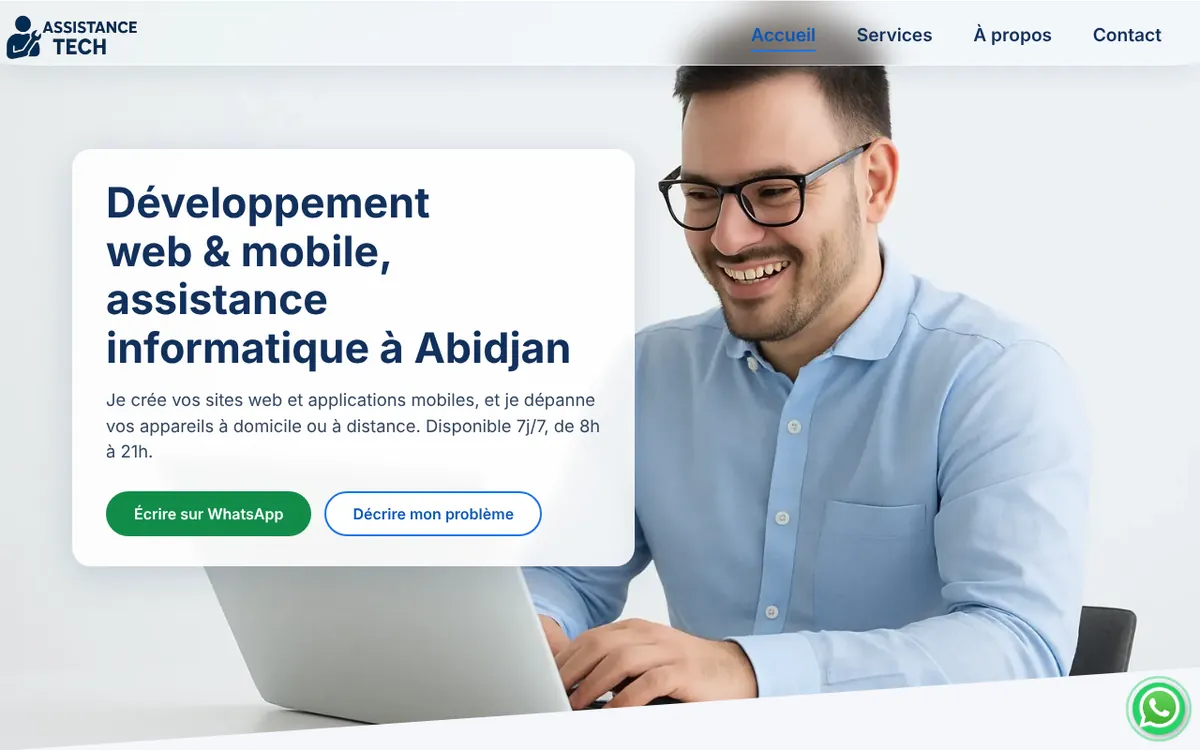 ASSISTANCE
TECH
Accueil
Services
À propos
Contact
Développement
web & mobile,
assistance
informatique à Abidjan
Je crée vos sites web et applications mobiles, et je dépanne
vos appareils à domicile ou à distance. Disponible 7j/7, de 8h
à 21h.
Écrire sur WhatsApp
Décrire mon problème